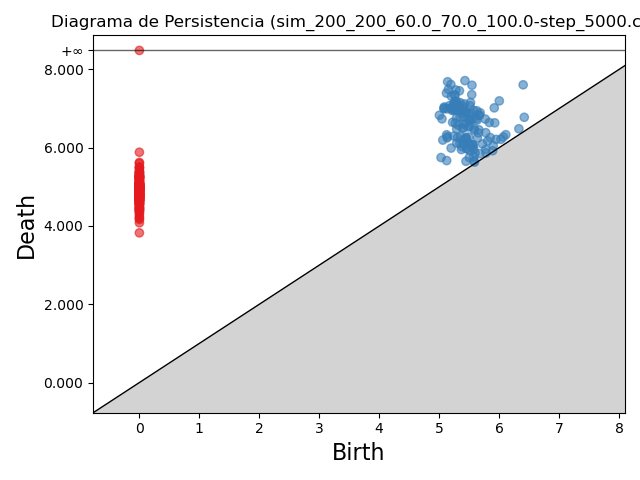 Diagrama de Persistencia (sim_200_200_60.0_70.0_100.0-step_5000.c
+∞
8.000
6.000
4.000
2.000
0.000
Death
0 1 2 3 4 5 6 7 8
Birth